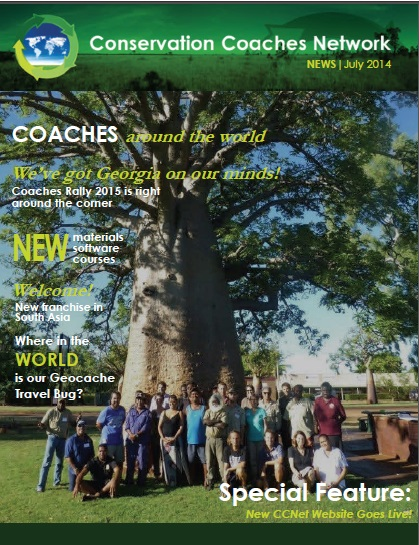 Conservation Coaches Network
NEWS | July 2014
COACHES around the world
We've got Georgia on our minds!
Coaches Rally 2015 is right
around the corner
NEW materials
software
courses
Welcome!
New franchise in
South Asia
Where in the
WORLD
is our Geocache
Travel Bug?
Special Feature:
New CCNet Website Goes Live!